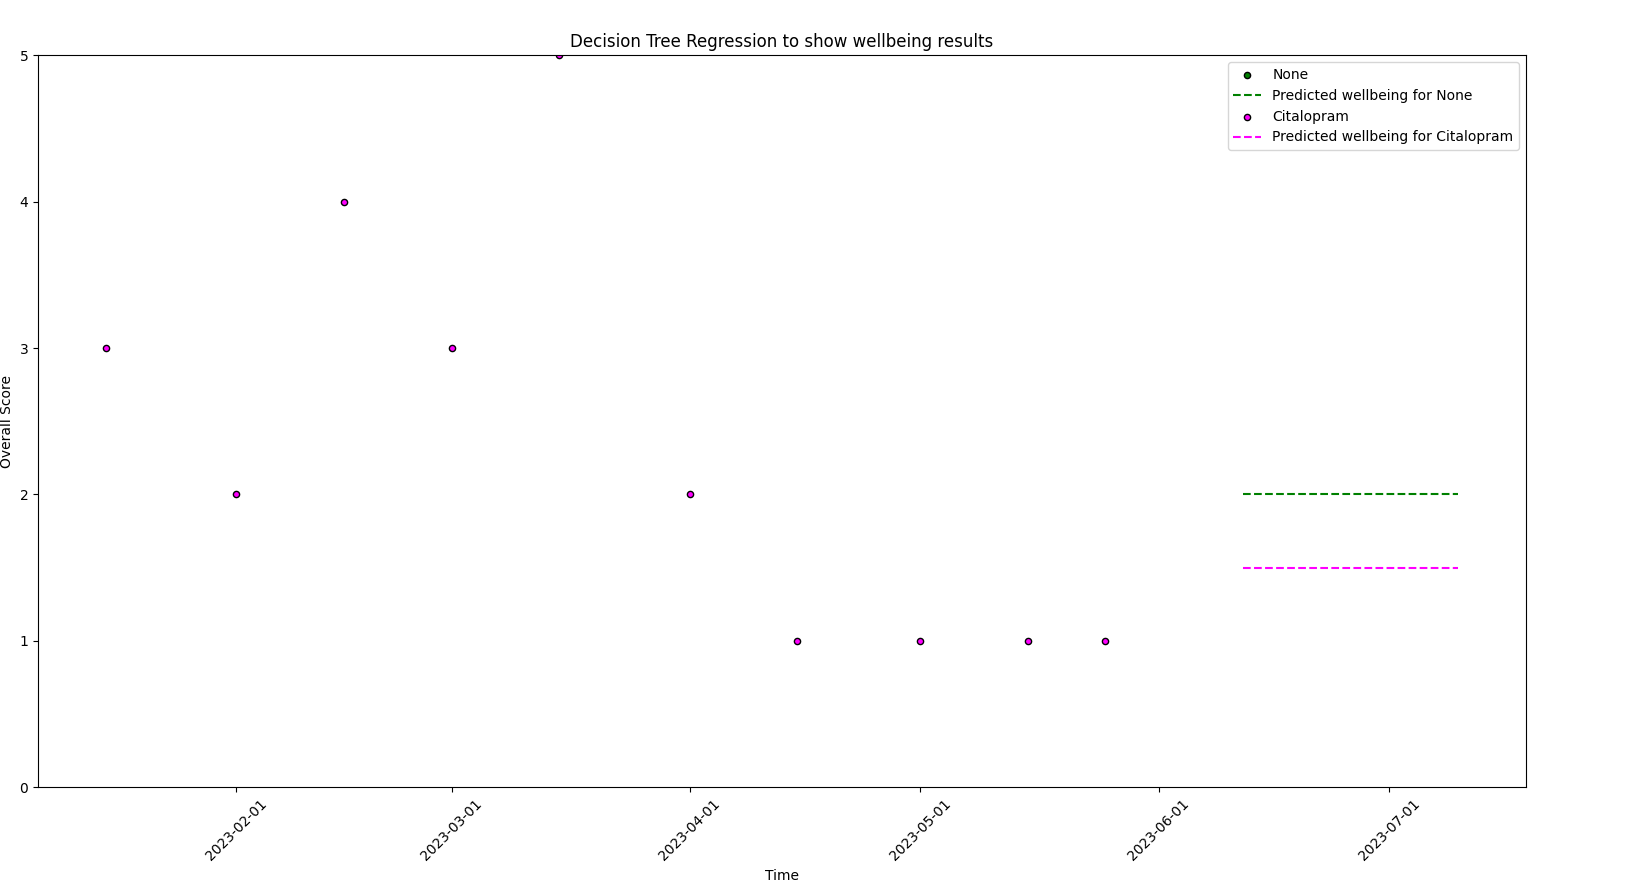 Decision Tree Regression to show wellbeing results
5
4
3
2
1
0
Overall Score
None
Predicted wellbeing for None
Citalopram
Predicted wellbeing for Citalopram
2023-02-01
2023-03-01
2023-04-01
2023-05-01
2023-06-01
2023-07-01
Time